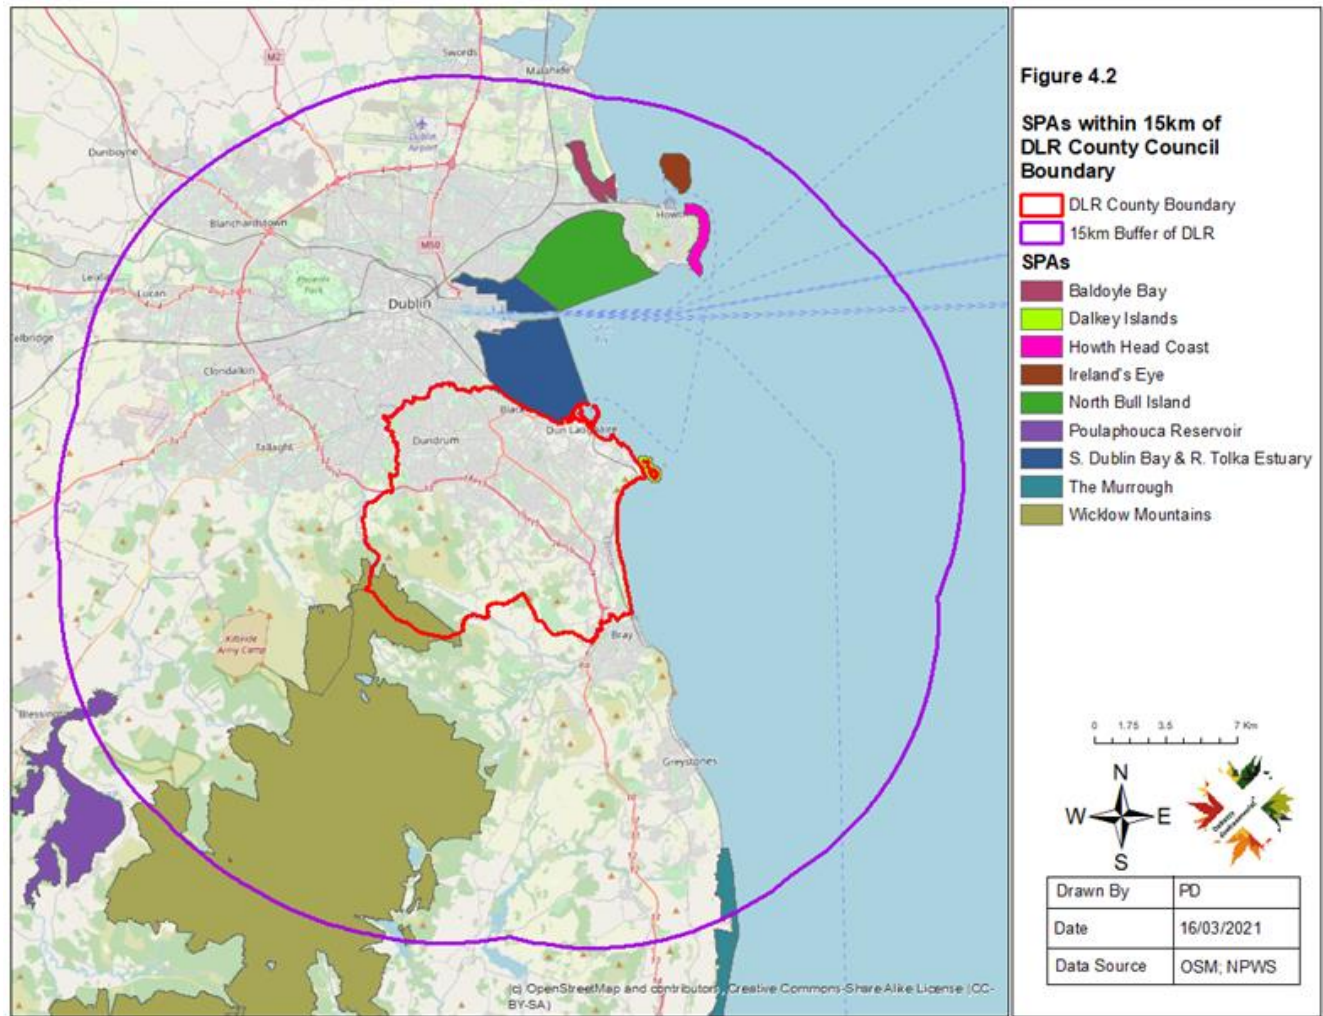 M2
Swords
Malahide
Dublin
Airport
Dunboyne
Blanchardstown
Howth
M50
Leixlip
Lucan
Phoenix
Park
Dublin
Celbridge
Clondalkin
Tallaght
Dundrum
Dun Laoghaire
Kilbride
Army Camp
Bray
Blessington
Greystones
(c) OpenStreetMap and contributors, Creative Commons-Share Alike License (CC-
BY-SA)
Figure 4.2
SPAs within 15km of
DLR County Council
Boundary
DLR County Boundary
15km Buffer of DLR
SPAs
Baldoyle Bay
Dalkey Islands
Howth Head Coast
Ireland's Eye
North Bull Island
Poulaphouca Reservoir
S. Dublin Bay & R. Tolka Estuary
The Murrough
Wicklow Mountains
0 1.75 3.5 7 Km
N
W E
S
Drawn By PD
Date 16/03/2021
Data Source OSM; NPWS